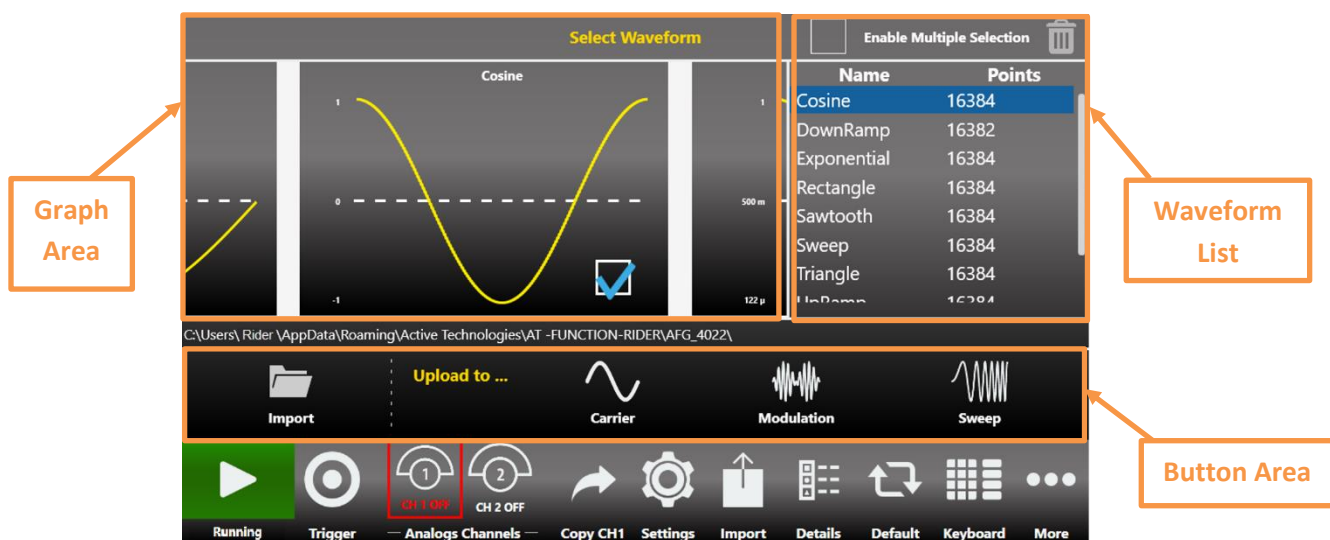 Select Waveform
Enable Multiple Selection
Cosine
1
0
-1
1
500 m
122 µ
Name Points
Cosine 16384
DownRamp 16382
Exponential 16384
Rectangle 16384
Sawtooth 16384
Sweep 16384
Triangle 16384
UpRamp 16384
Graph
Area
Waveform
List
C:\Users\ Rider \AppData\Roaming\Active Technologies\AT -FUNCTION-RIDER\AFG_4022\
Upload to ...
Import
Carrier
Modulation
Sweep
Button Area
1
2
CH 1 OFF
CH 2 OFF
Running
Trigger
Analogs Channels
Copy CH1
Settings
Import
Details
Default
Keyboard
More